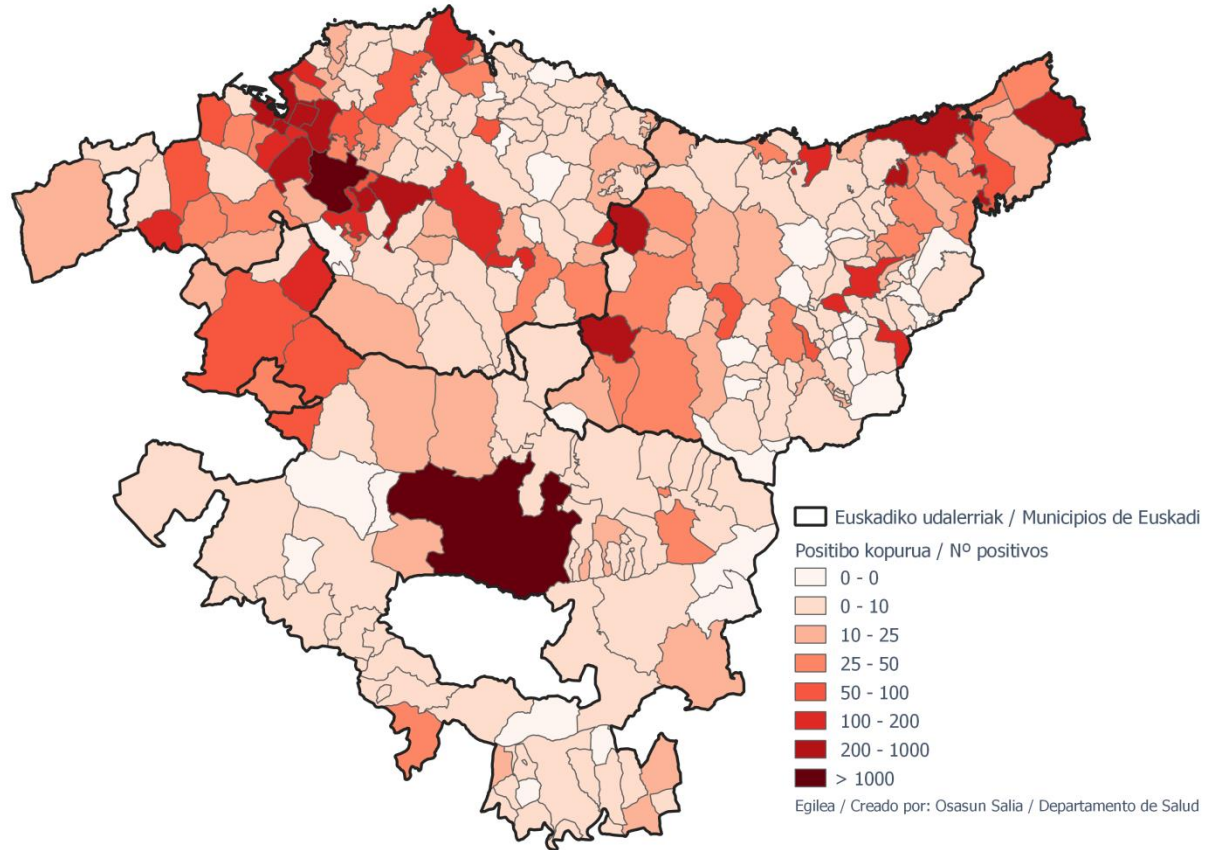 Euskadiko udalerriak / Municipios de Euskadi
Positibo kopurua / Nº positivos
0 - 0
0 - 10
10 - 25
25 - 50
50 - 100
100 - 200
200 - 1000
> 1000
Egilea / Creado por: Osasun Salia / Departamento de Salud